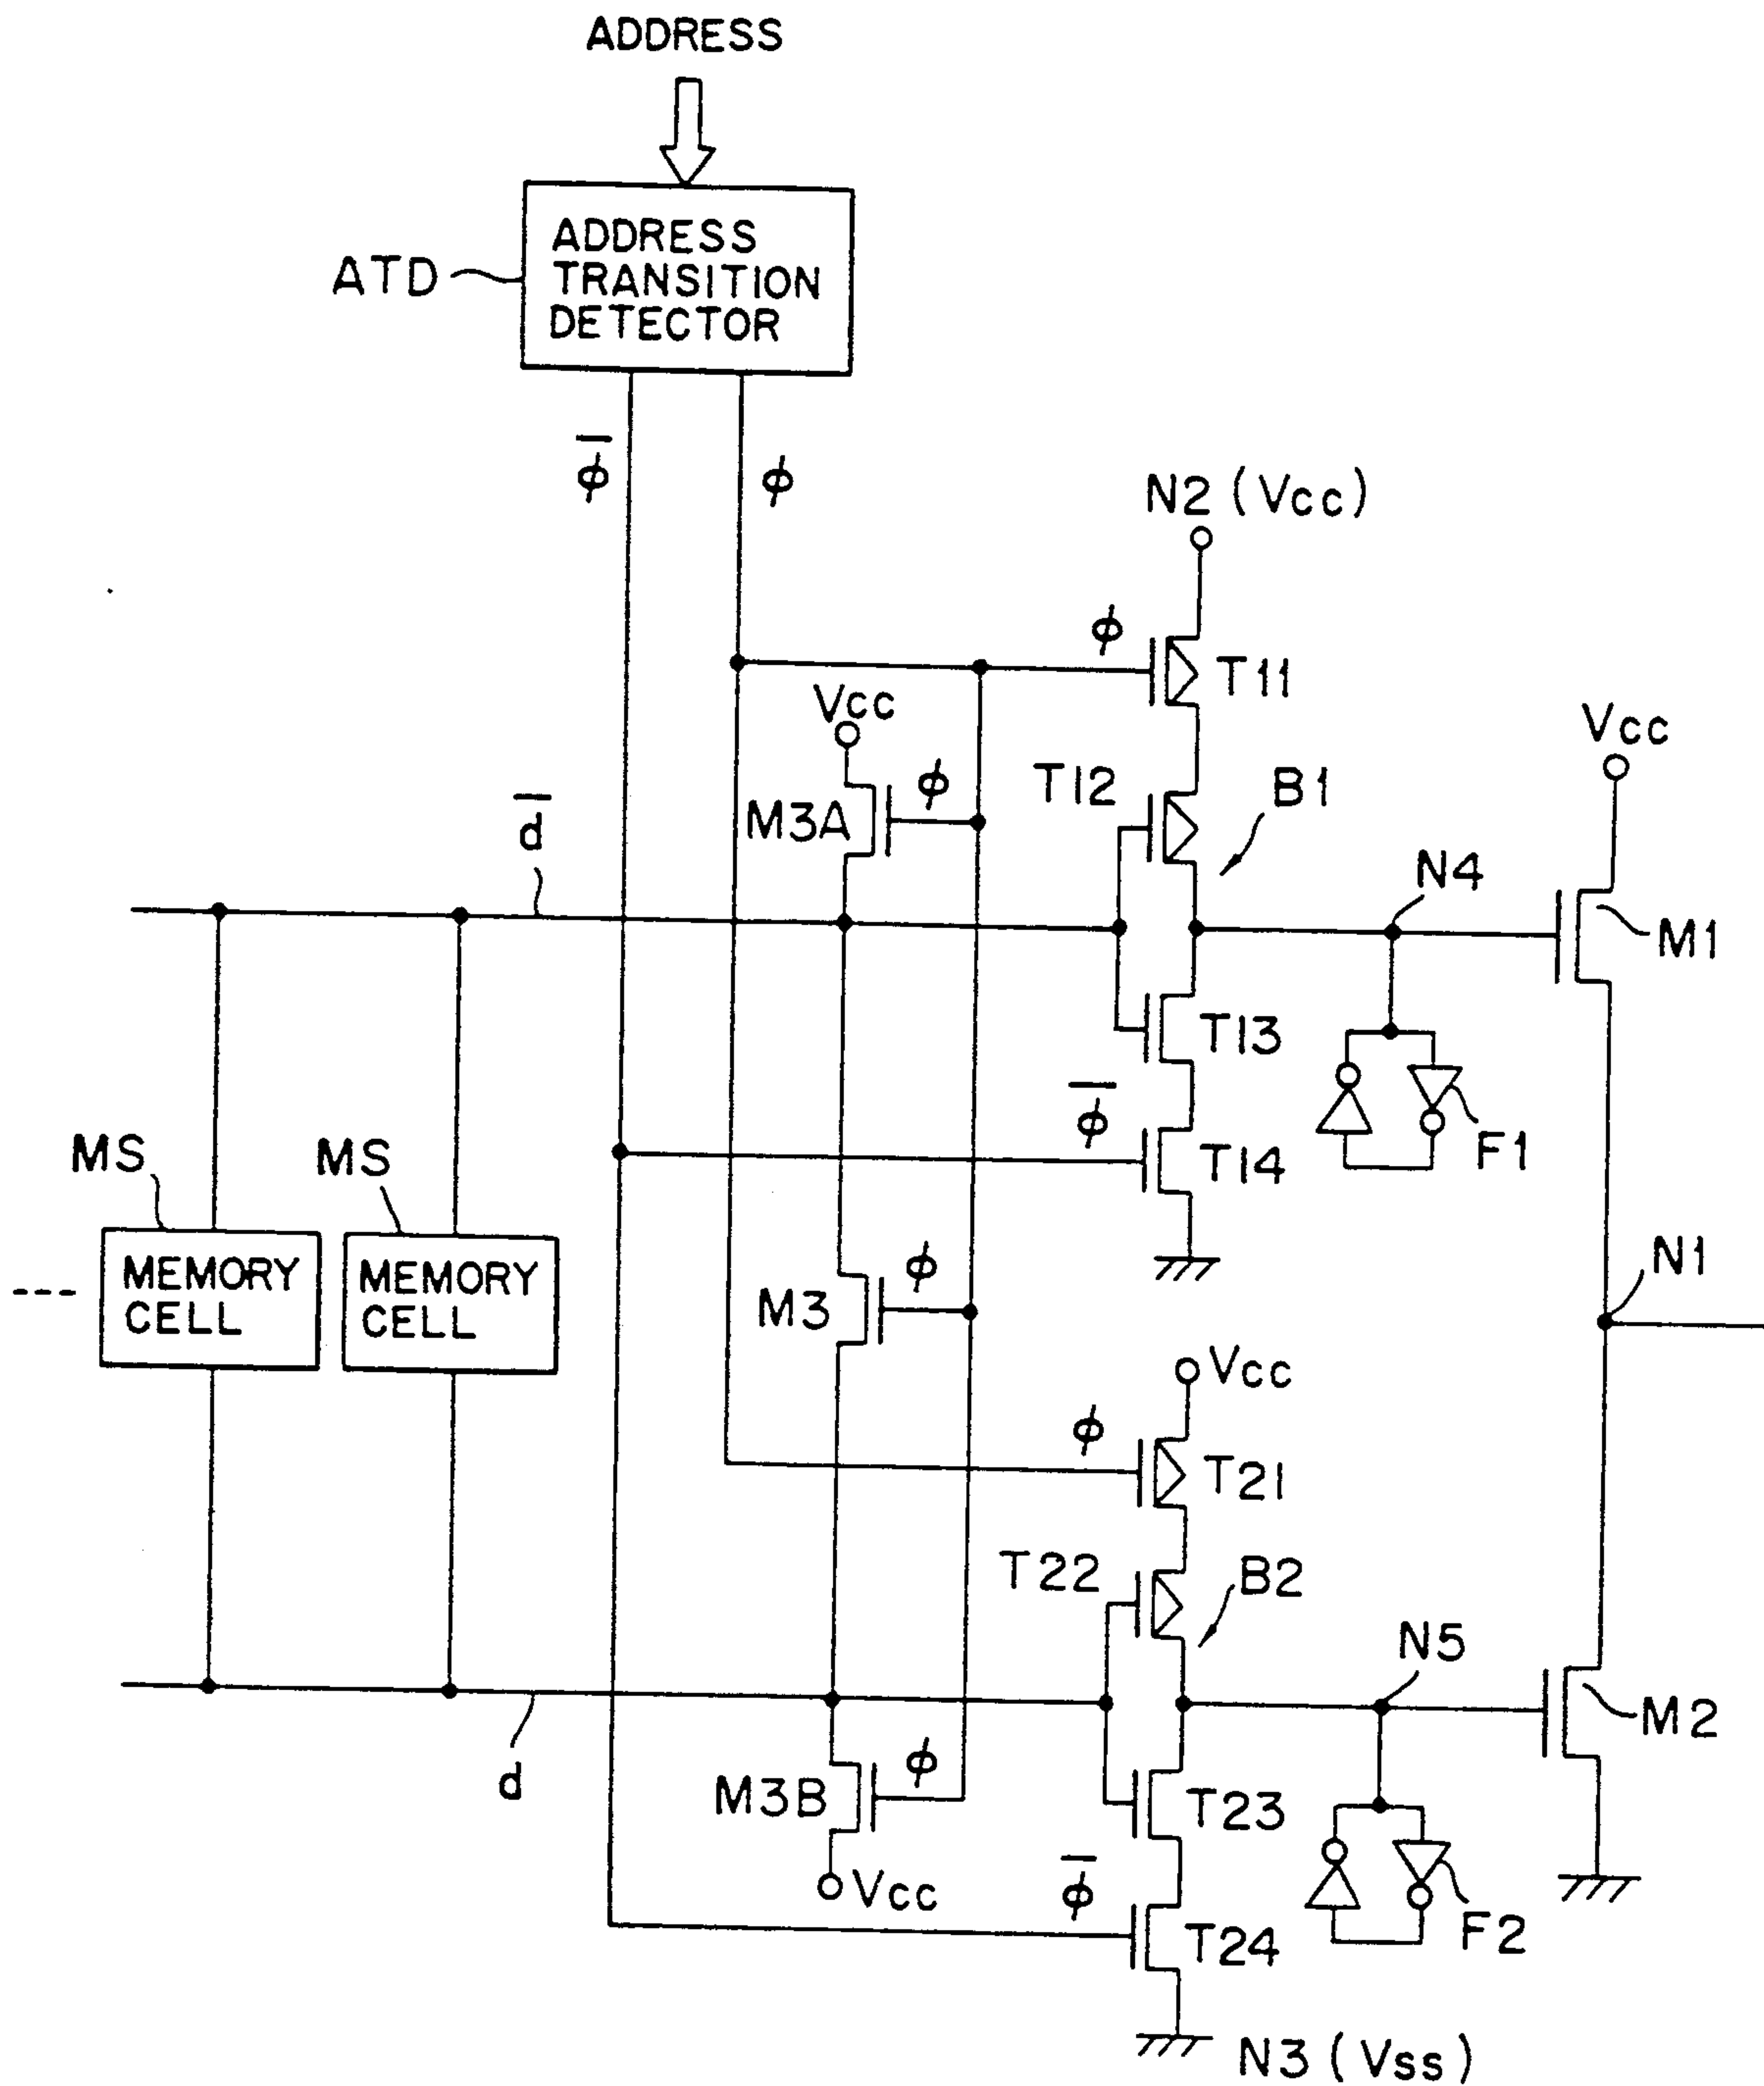 ADDRESS
ADDRESS
TRANSITION
DETECTOR
ATD
φ̅
φ
N2 (Vcc)
φ
T11
Vcc
Vcc
φ
T12
B1
M3A
d̅
N4
M1
T13
φ̅
F1
T14
MS
MS
N1
φ
MEMORY
CELL
MEMORY
CELL
---
M3
Vcc
φ
T21
T22
B2
N5
M2
d
φ
M3B
T23
φ̅
Vcc
F2
T24
N3 (Vss)